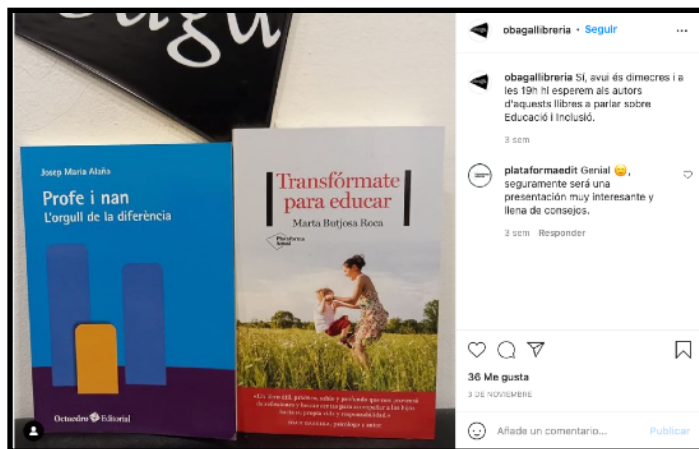 Josep Maria Alaña
Profe i nan
L'orgull de la diferència
Octaedro Editorial
Transfórmate
para educar
Marta Butjosa Roca
Plataforma
Actual
obagallibreria • Seguir
obagallibreria Sí, avui és dimecres i a
les 19h hi esperem als autors
d'aquests llibres a parlar sobre
Educació i Inclusió.
3 sem
plataformaedit Genial 😊,
seguramente será una
presentación muy interesante y
llena de consejos.
3 sem Responder
36 Me gusta
3 DE NOVIEMBRE
Añade un comentario... Publicar